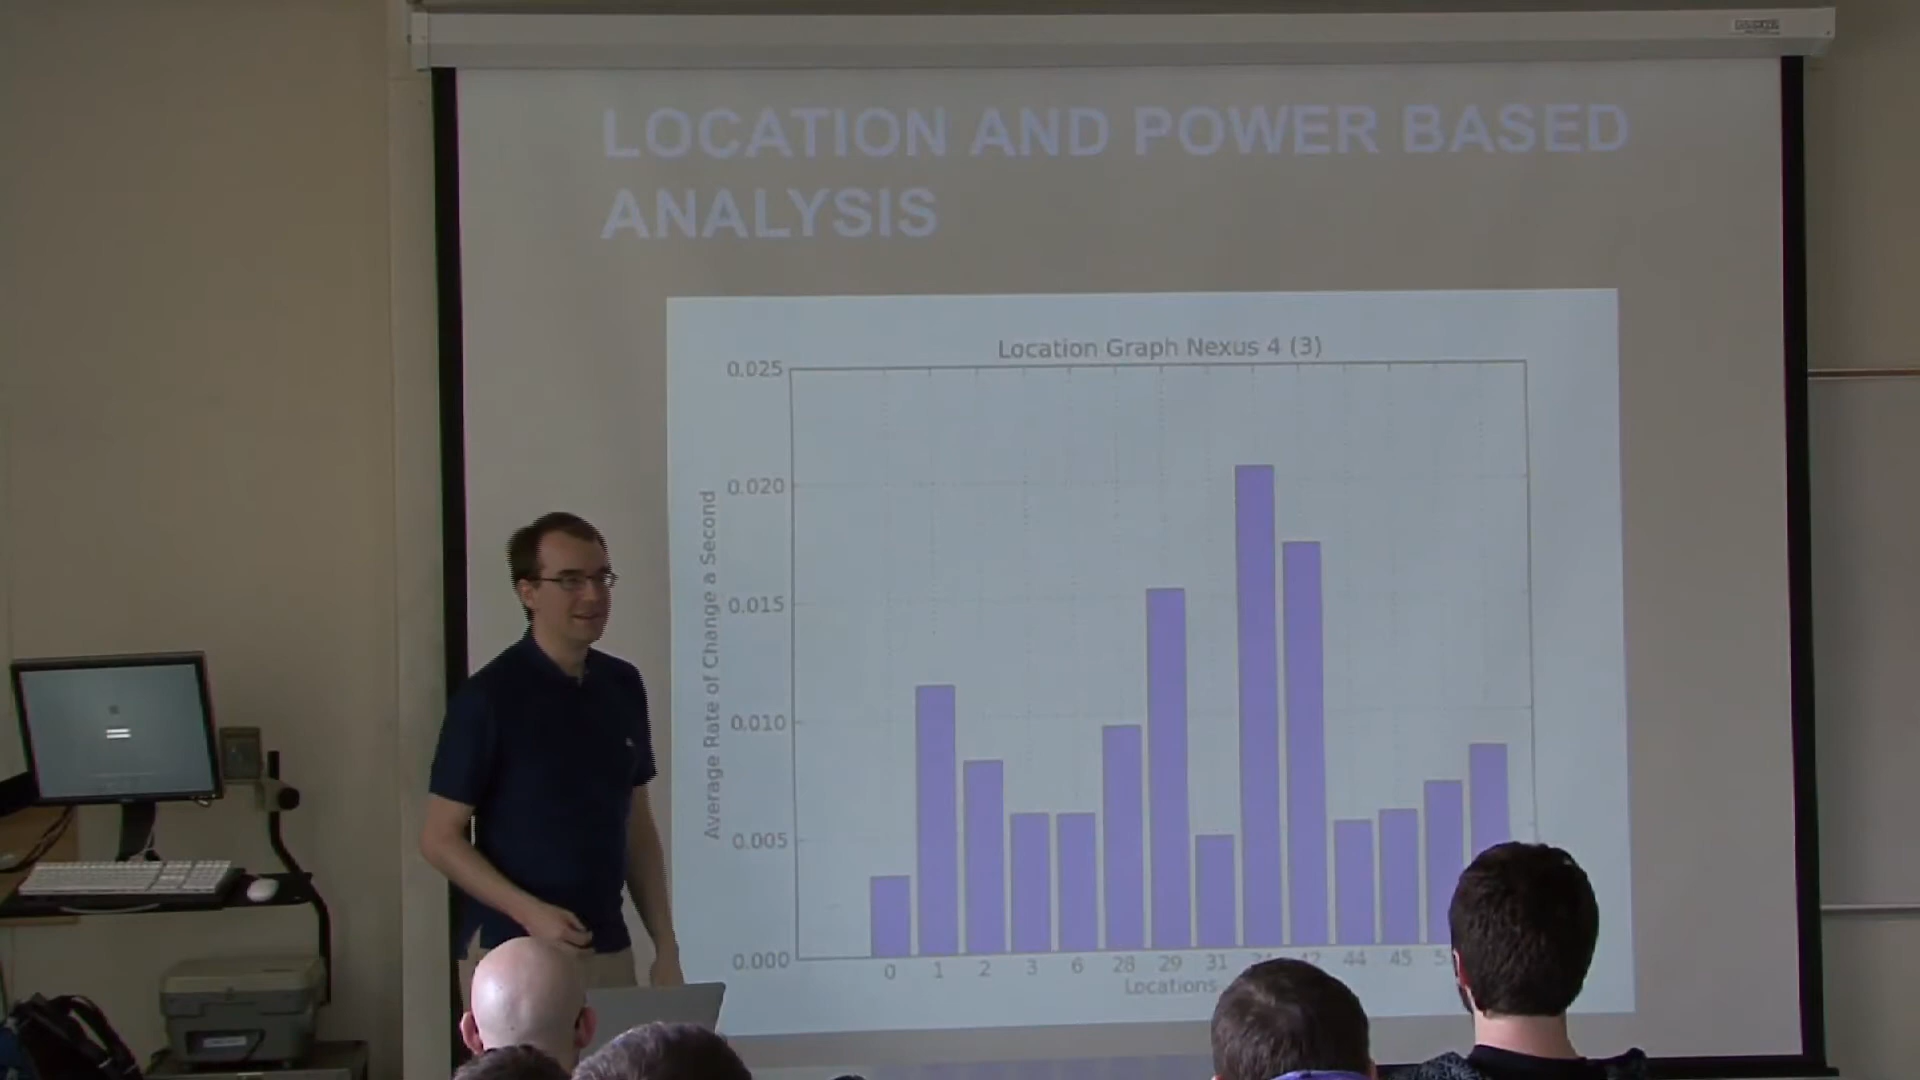 LOCATION AND POWER BASED
ANALYSIS
Location Graph Nexus 4 (3)
0.025
0.020
0.015
0.010
0.005
0.000
Average Rate of Change a Second
0 1 2 3 6 28 29 31 44 45
Locations